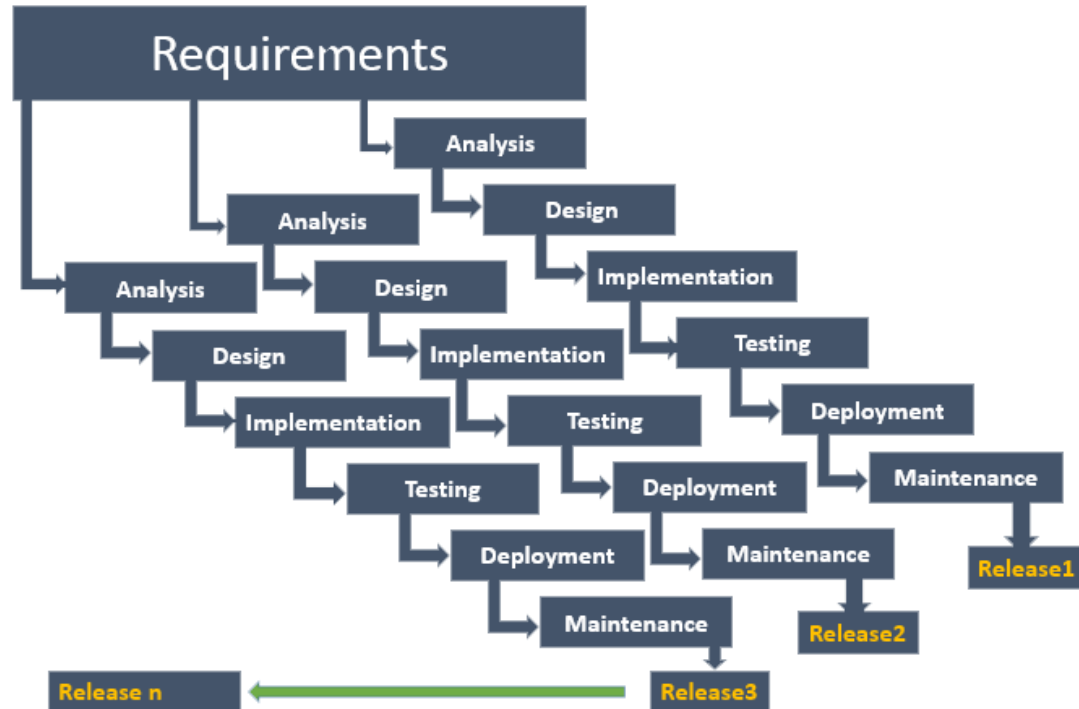 Requirements
Analysis
Design
Implementation
Testing
Deployment
Maintenance
Release1
Analysis
Design
Implementation
Testing
Deployment
Maintenance
Release2
Analysis
Design
Implementation
Testing
Deployment
Maintenance
Release3
Release n